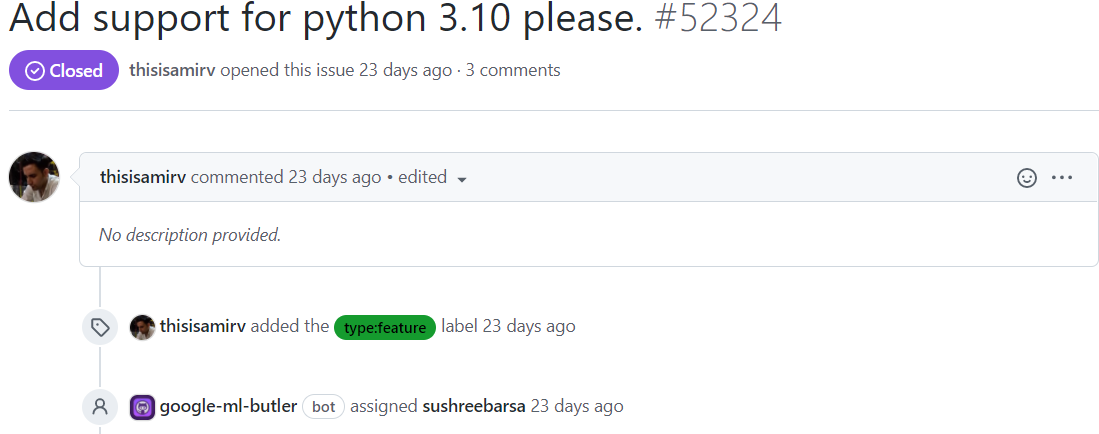 Add support for python 3.10 please. #52324
Closed thisisamirv opened this issue 23 days ago · 3 comments
thisisamirv commented 23 days ago • edited
No description provided.
thisisamirv added the type:feature label 23 days ago
google-ml-butler bot assigned sushreebarsa 23 days ago